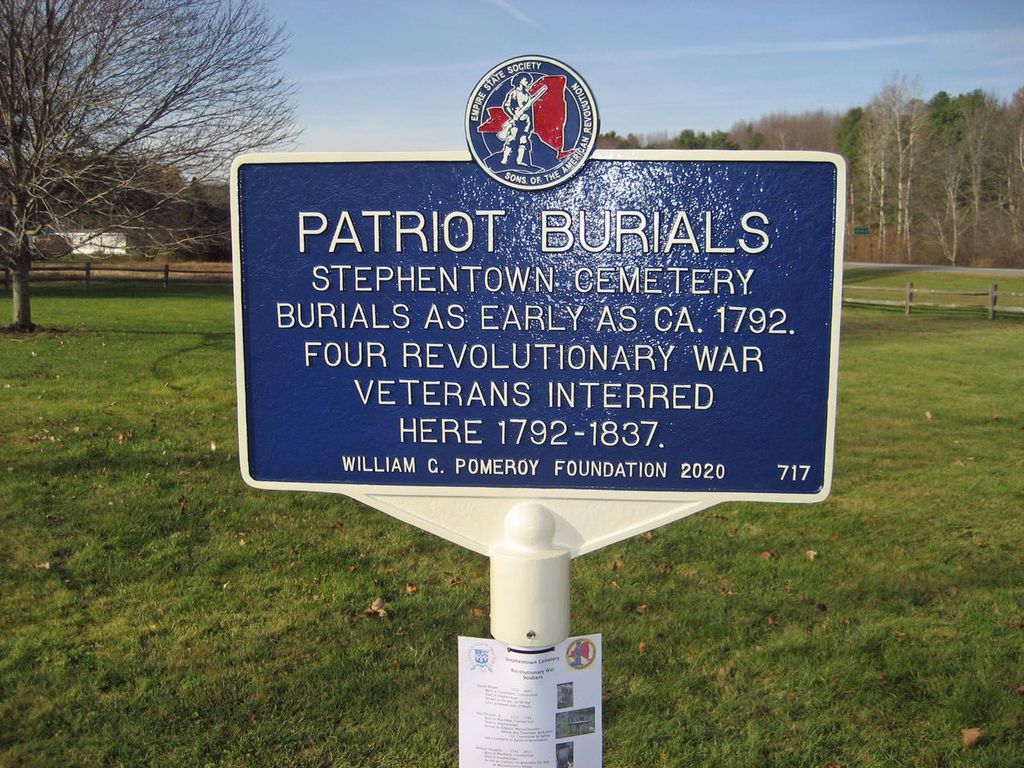 EMPIRE STATE SOCIETY
SONS OF THE AMERICAN REVOLUTION
PATRIOT BURIALS
STEPHENTOWN CEMETERY
BURIALS AS EARLY AS CA. 1792.
FOUR REVOLUTIONARY WAR
VETERANS INTERRED
HERE 1792-1837.
WILLIAM G. POMEROY FOUNDATION 2020 717
Stephentown Cemetery
Revolutionary War
Soldiers